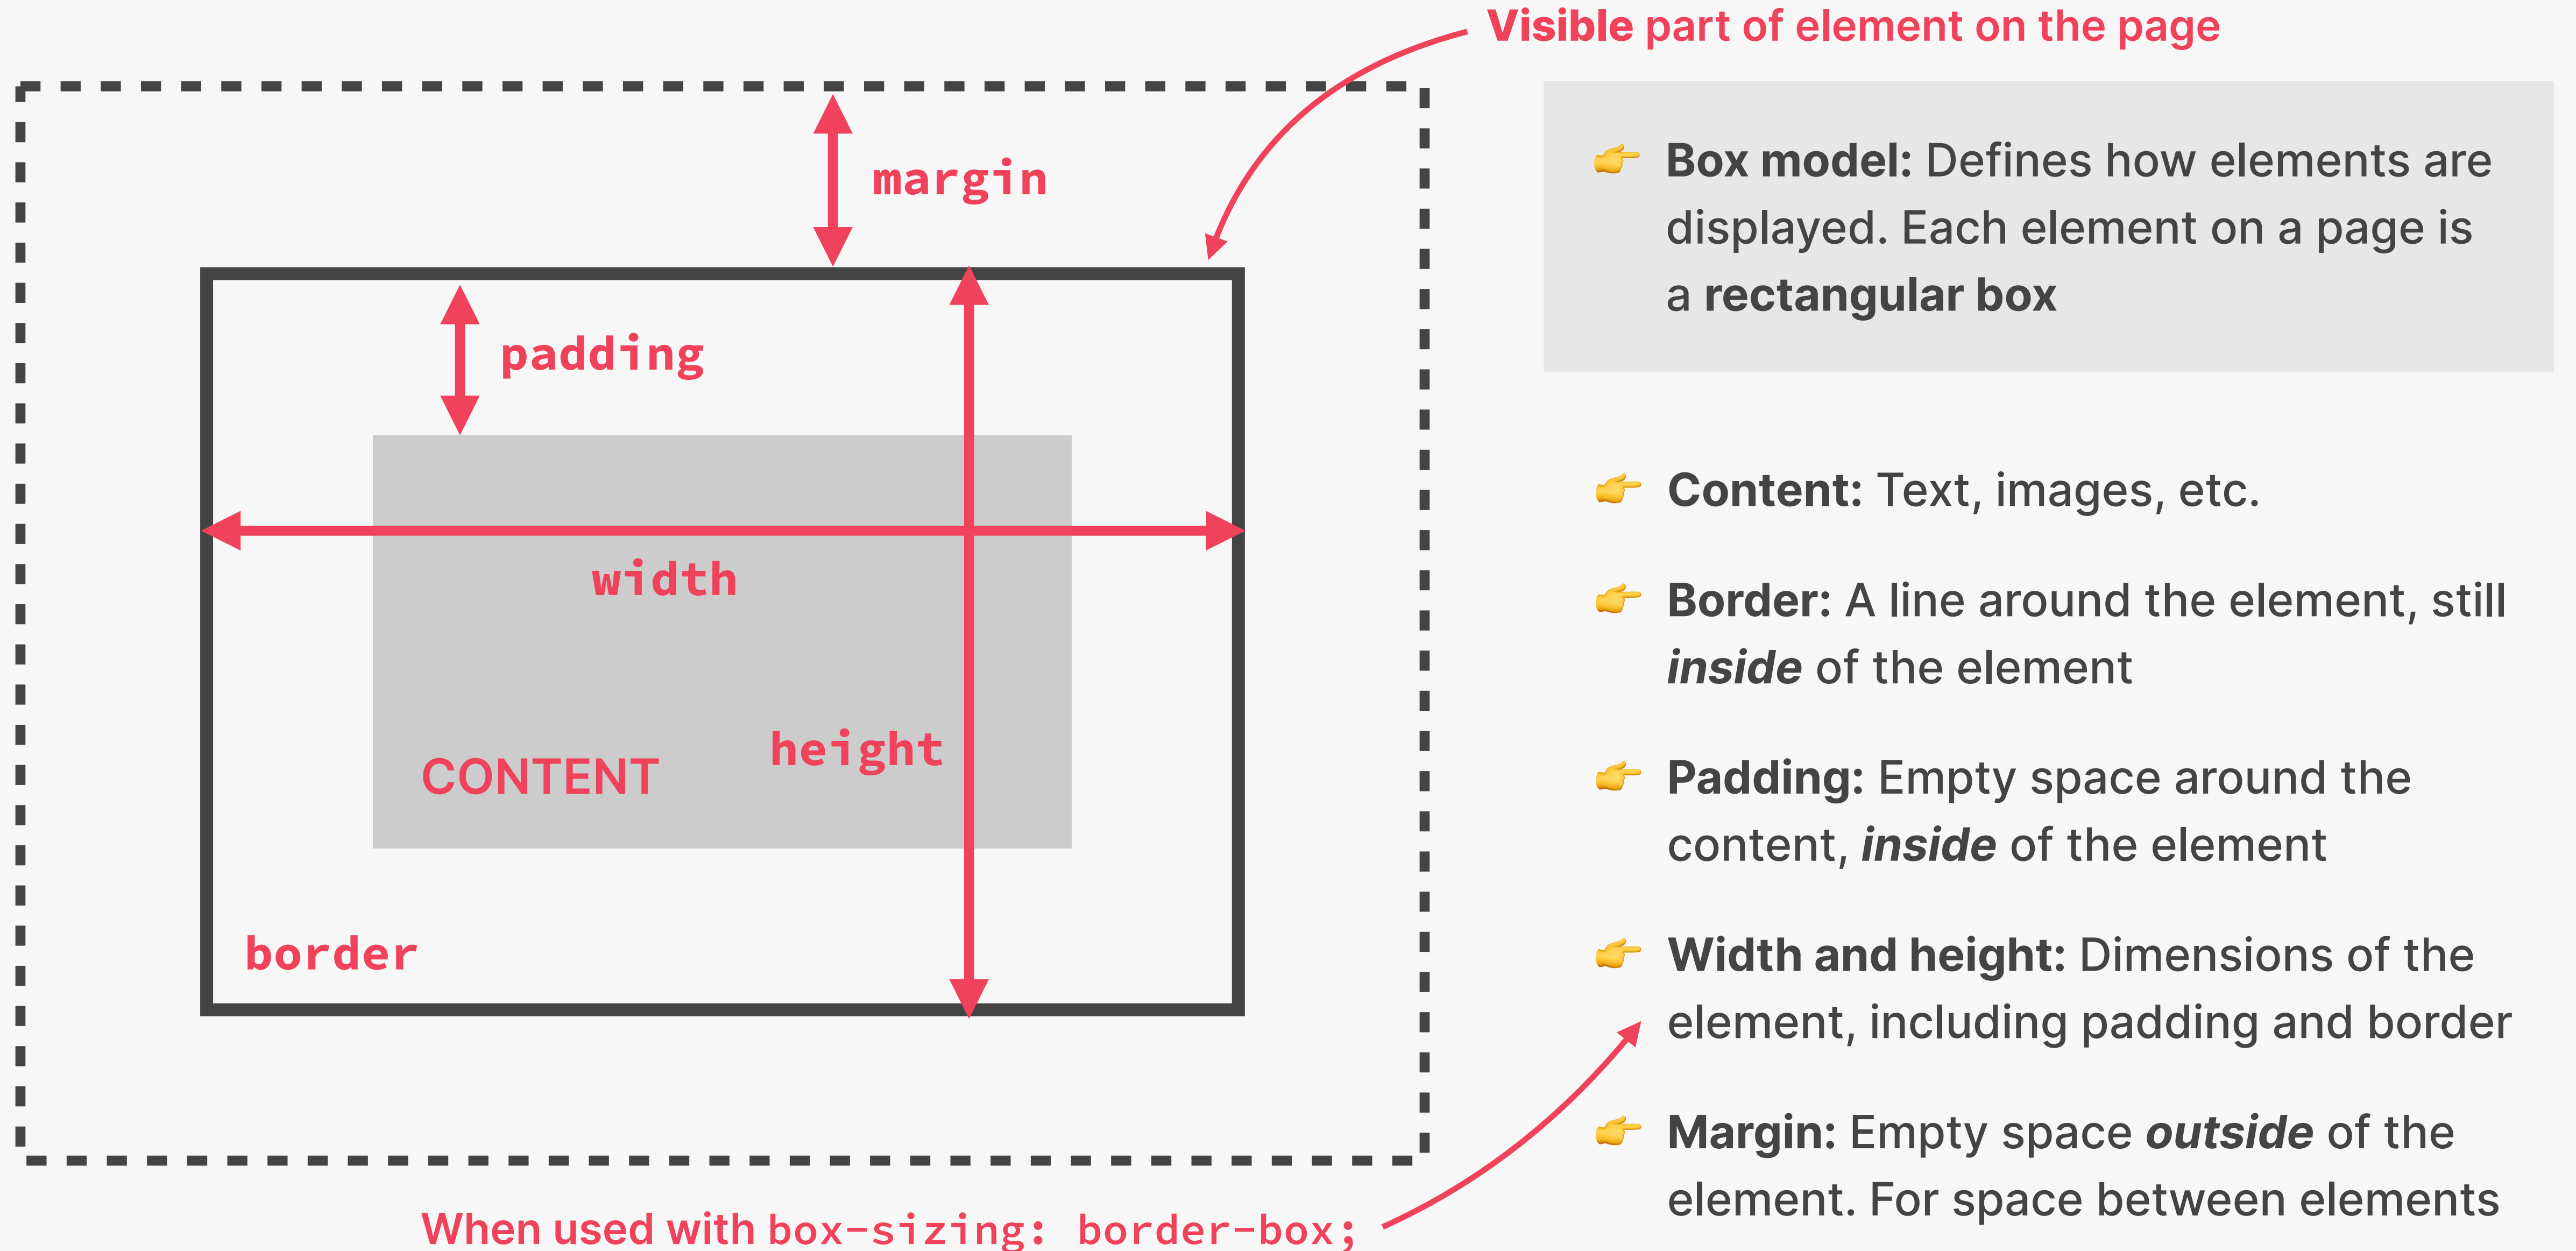 Visible part of element on the page
margin
padding
width
height
CONTENT
border
When used with box-sizing: border-box;
Box model: Defines how elements are
displayed. Each element on a page is
a rectangular box
Content: Text, images, etc.
Border: A line around the element, still
inside of the element
Padding: Empty space around the
content, inside of the element
Width and height: Dimensions of the
element, including padding and border
Margin: Empty space outside of the
element. For space between elements